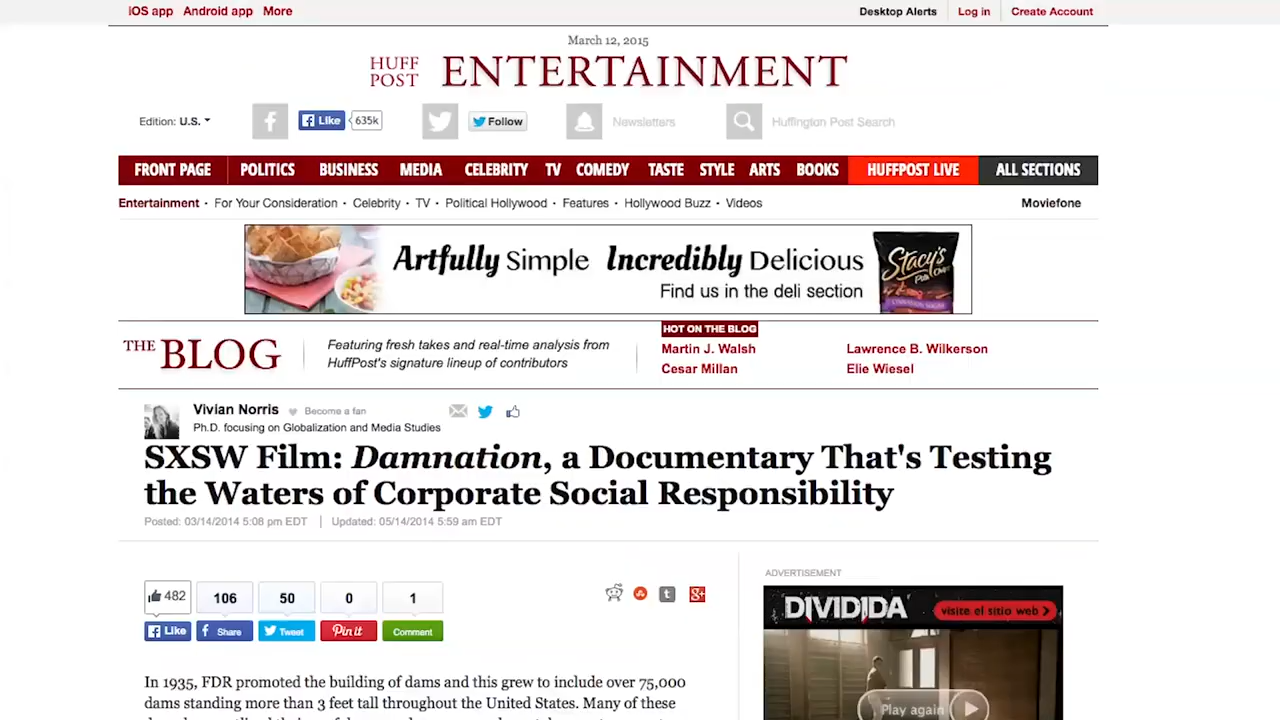 iOS app Android app More
Desktop Alerts Log in Create Account
March 12, 2015
HUFF POST ENTERTAINMENT
Edition: U.S. Like 635k Follow Newsletters Huffington Post Search
FRONT PAGE POLITICS BUSINESS MEDIA CELEBRITY TV COMEDY TASTE STYLE ARTS BOOKS HUFFPOST LIVE ALL SECTIONS
Entertainment · For Your Consideration · Celebrity · TV · Political Hollywood · Features · Hollywood Buzz · Videos Moviefone
Artfully Simple Incredibly Delicious
Find us in the deli section
Stacy's
THE BLOG
Featuring fresh takes and real-time analysis from
HuffPost's signature lineup of contributors
HOT ON THE BLOG
Martin J. Walsh Lawrence B. Wilkerson
Cesar Millan Elie Wiesel
Vivian Norris Become a fan
Ph.D. focusing on Globalization and Media Studies
SXSW Film: Damnation, a Documentary That's Testing
the Waters of Corporate Social Responsibility
Posted: 03/14/2014 5:08 pm EDT | Updated: 05/14/2014 5:59 am EDT
482 106 50 0 1
Like Share Tweet Pin it Comment
ADVERTISEMENT
DIVIDIDA visite el sitio web >
Play again
In 1935, FDR promoted the building of dams and this grew to include over 75,000
dams standing more than 3 feet tall throughout the United States. Many of these